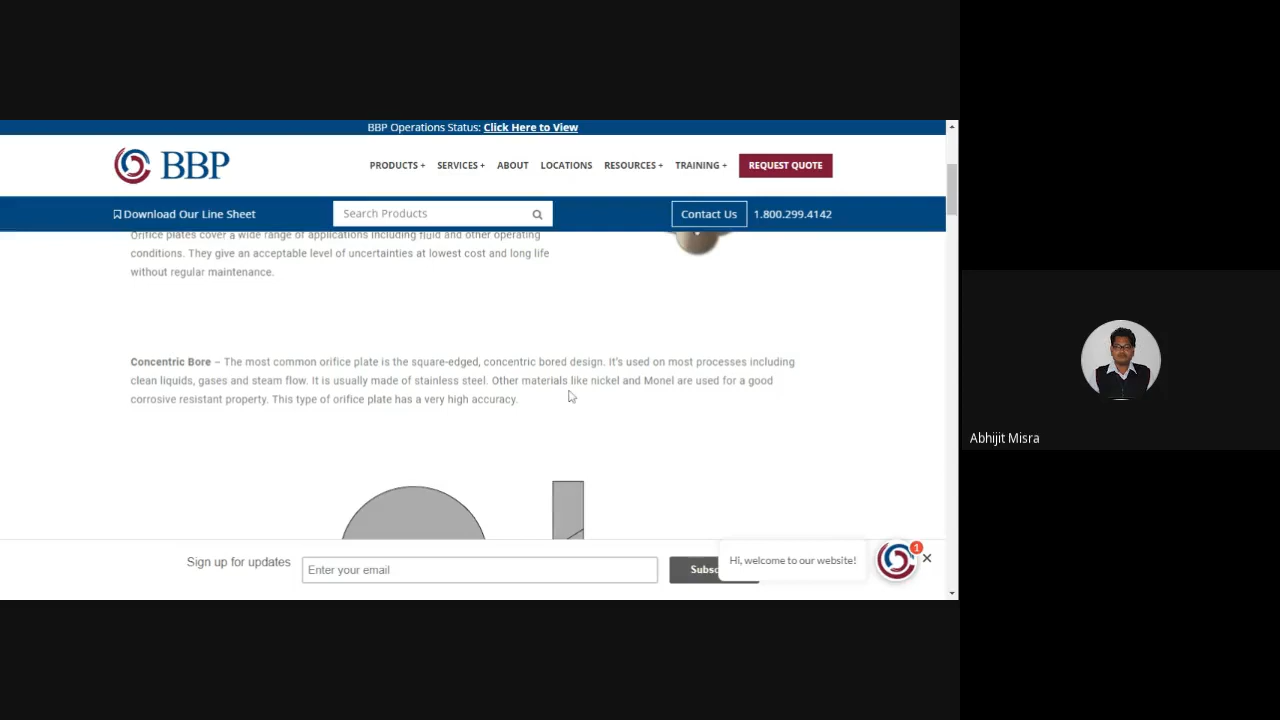 BBP Operations Status: Click Here to View
BBP
PRODUCTS + SERVICES + ABOUT LOCATIONS RESOURCES + TRAINING + REQUEST QUOTE
Download Our Line Sheet
Search Products
Contact Us 1.800.299.4142
Orifice plates cover a wide range of applications including fluid and other operating
conditions. They give an acceptable level of uncertainties at lowest cost and long life
without regular maintenance.
Concentric Bore – The most common orifice plate is the square-edged, concentric bored design. It's used on most processes including
clean liquids, gases and steam flow. It is usually made of stainless steel. Other materials like nickel and Monel are used for a good
corrosive resistant property. This type of orifice plate has a very high accuracy.
Sign up for updates
Enter your email
Hi, welcome to our website!
1
Abhijit Misra